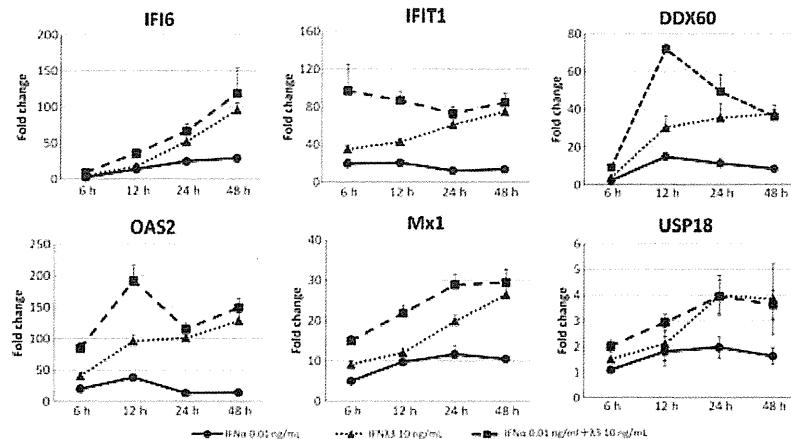 IFI6
IFIT1
DDX60
Fold change
200
150
100
50
0
6 h
12 h
24 h
48 h
Fold change
160
120
80
40
0
6 h
12 h
24 h
48 h
Fold change
80
60
40
20
0
6 h
12 h
24 h
48 h
OAS2
Mx1
USP18
Fold change
250
200
150
100
50
0
6 h
12 h
24 h
48 h
Fold change
40
30
20
10
0
6 h
12 h
24 h
48 h
Fold change
6
5
4
3
2
1
0
6 h
12 h
24 h
48 h
IFNα 0.01 ng/mL
IFNλ3 10 ng/mL
IFNα 0.01 ng/ml+λ3 10 ng/mL